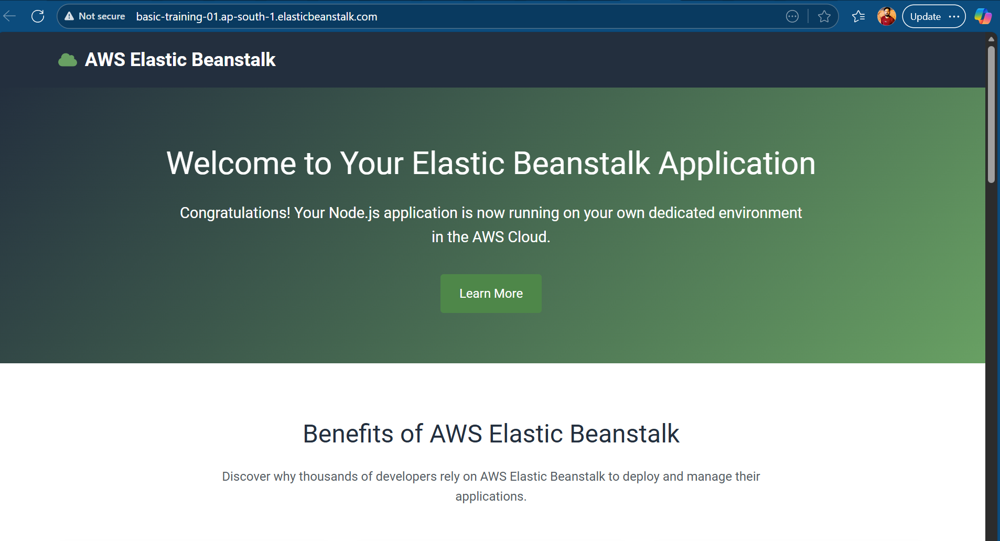 Not secure basic-training-01.ap-south-1.elasticbeanstalk.com Update
AWS Elastic Beanstalk
Welcome to Your Elastic Beanstalk Application
Congratulations! Your Node.js application is now running on your own dedicated environment
in the AWS Cloud.
Learn More
Benefits of AWS Elastic Beanstalk
Discover why thousands of developers rely on AWS Elastic Beanstalk to deploy and manage their
applications.